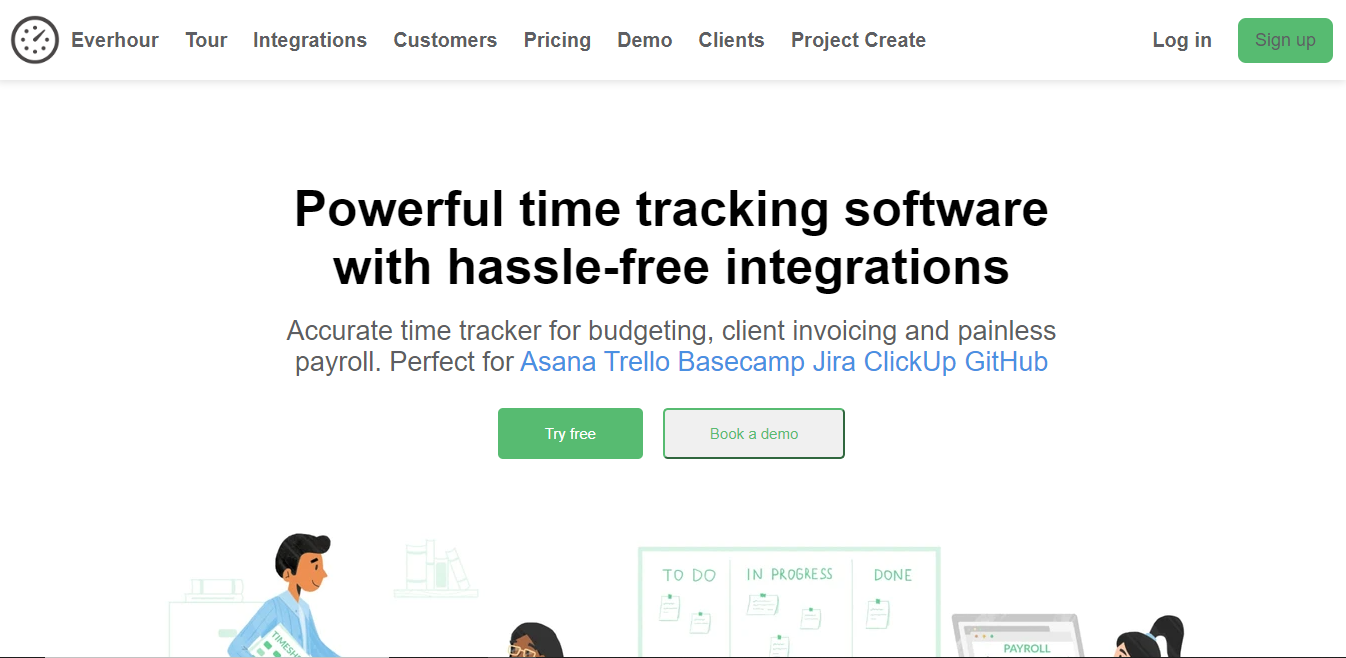 Everhour Tour Integrations Customers Pricing Demo Clients Project Create Log in Sign up
Powerful time tracking software
with hassle-free integrations
Accurate time tracker for budgeting, client invoicing and painless
payroll. Perfect for Asana Trello Basecamp Jira ClickUp GitHub
Try free Book a demo
TO DO IN PROGRESS DONE
PAYROLL